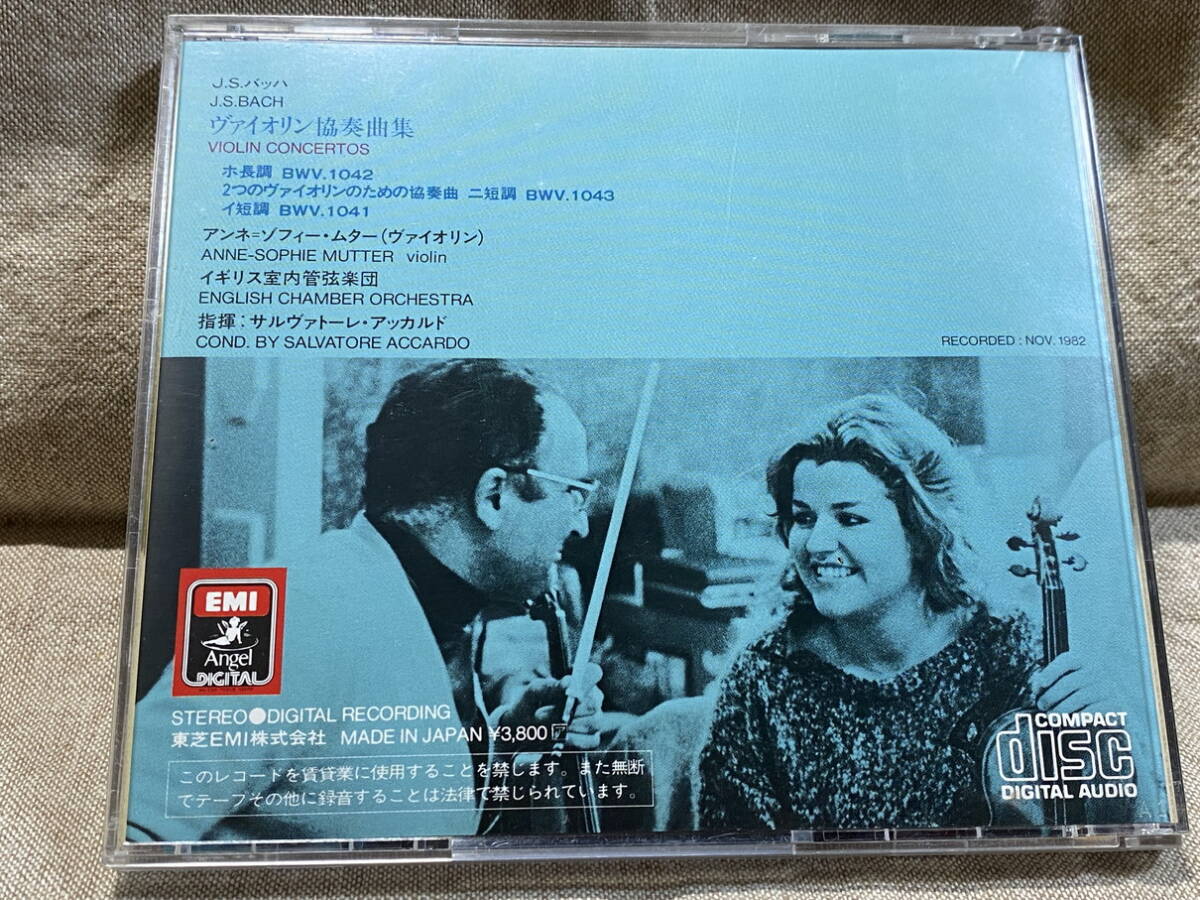 J.S.バッハ
J.S.BACH
ヴァイオリン協奏曲集
VIOLIN CONCERTOS
ホ長調 BWV.1042
2つのヴァイオリンのための協奏曲 ニ短調 BWV.1043
イ短調 BWV.1041
アンネ=ゾフィー・ムター(ヴァイオリン)
ANNE-SOPHIE MUTTER violin
イギリス室内管弦楽団
ENGLISH CHAMBER ORCHESTRA
指揮:サルヴァトーレ・アッカルド
COND. BY SALVATORE ACCARDO
RECORDED : NOV. 1982
EMI
Angel
DIGITAL
STEREO●DIGITAL RECORDING
東芝EMI株式会社 MADE IN JAPAN ¥3,800
このレコードを賃貸業に使用することを禁じます。また無断
でテープその他に録音することは法律で禁じられています。
COMPACT
disc
DIGITAL AUDIO